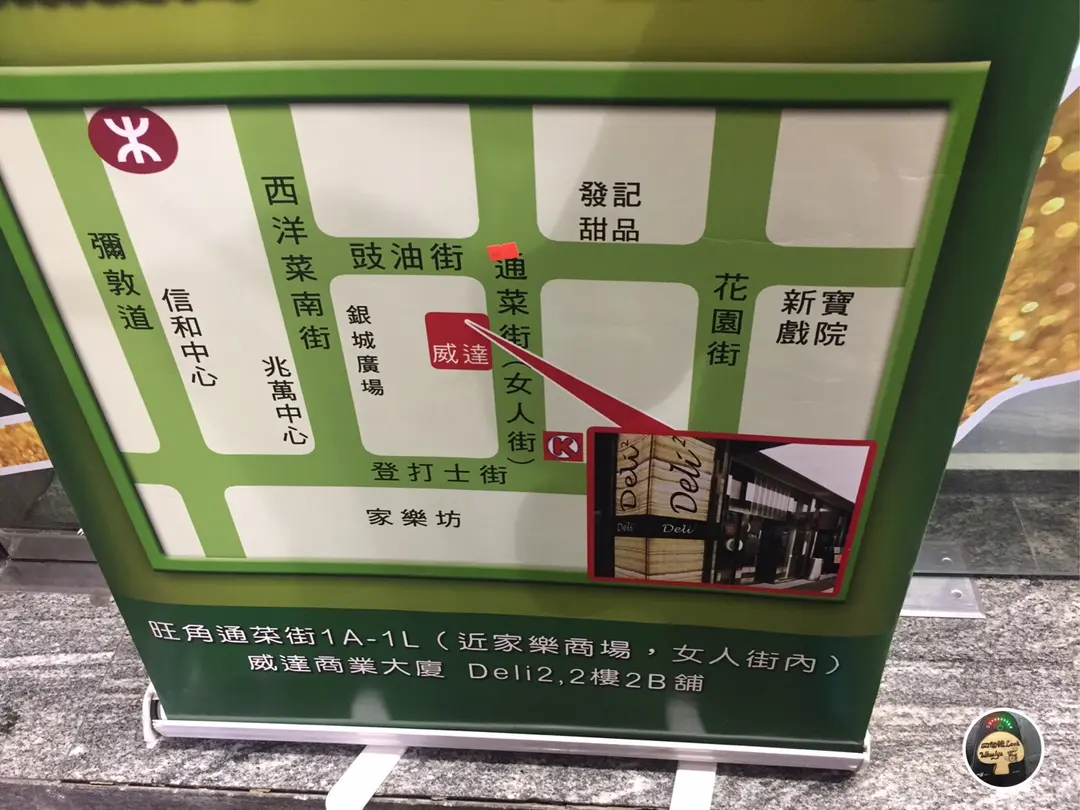 彌敦道
信和中心
西洋菜南街
兆萬中心
豉油街
銀城廣場
威達
通菜街（女人街）
發記
甜品
花園街
新寶
戲院
K
登打士街
家樂坊
Deli²
Deli²
Deli
Deli
旺角通菜街1A-1L（近家樂商場，女人街內）
威達商業大廈 Deli2,2樓2B舖